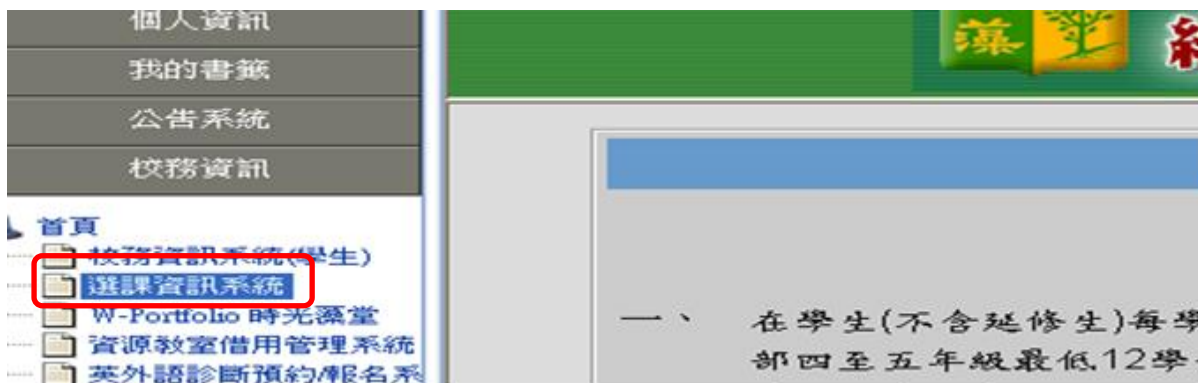 個人資訊
我的書籤
公告系統
校務資訊
首頁
校務資訊系統(學生)
選課資訊系統
W-Portfolio 時光藻堂
資源教室借用管理系統
英外語診斷預約/報名系
藻
一、 在學生(不含延修生)每學
部四至五年級最低12學